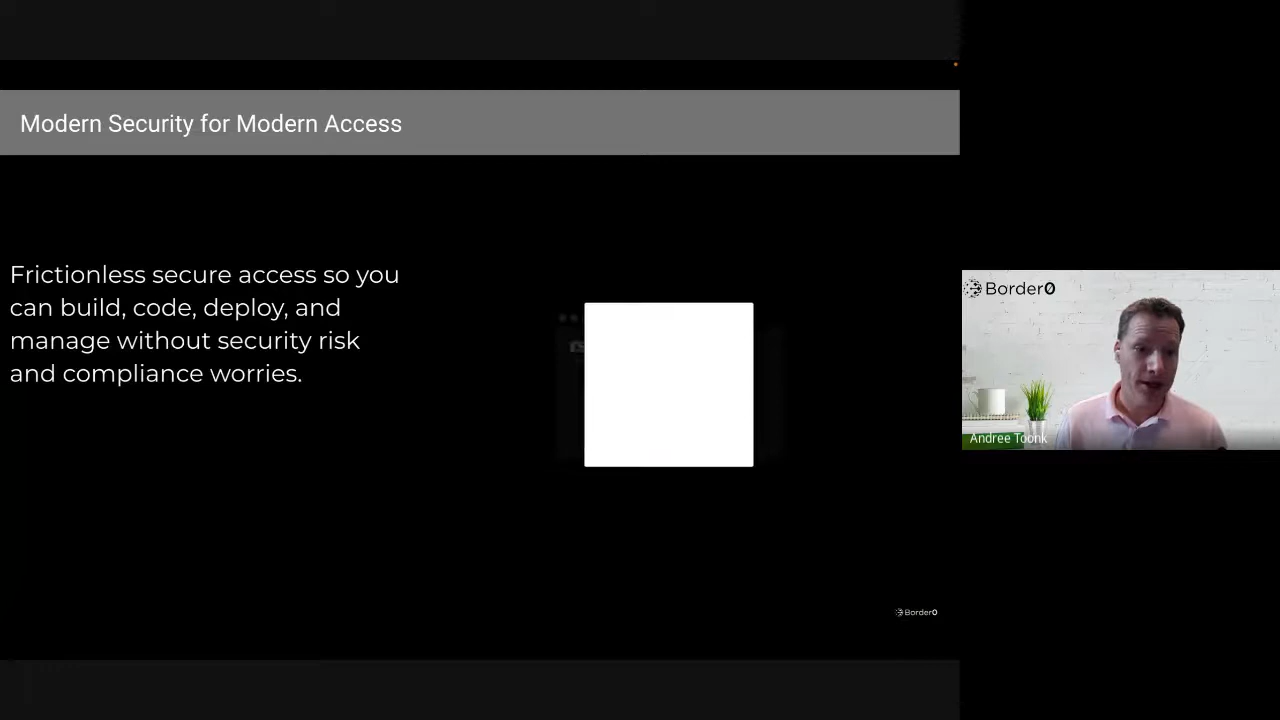 Modern Security for Modern Access
Frictionless secure access so you
can build, code, deploy, and
manage without security risk
and compliance worries.
Border0
Border0
Andree Toonk